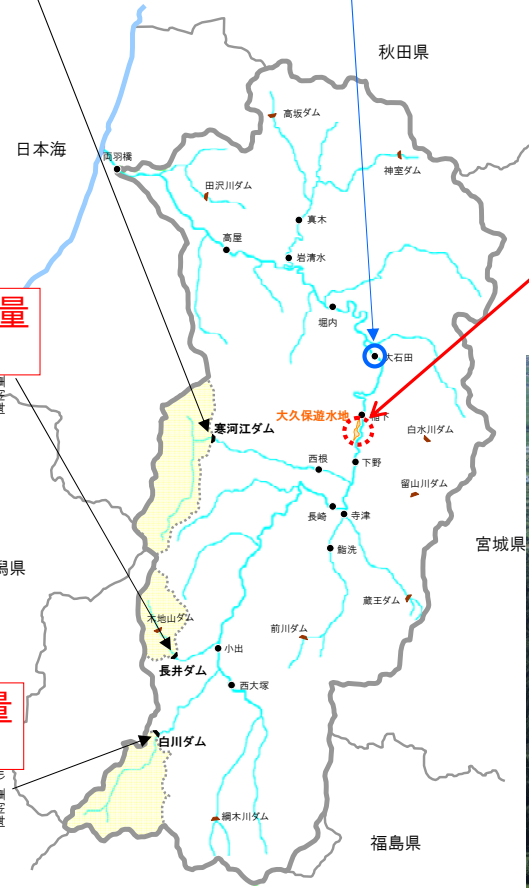 秋田県
高坂ダム
日本海
両羽橋
神室ダム
田沢川ダム
真木
高屋
岩清水
量
堀内
大石田
大久保遊水地
稲下
寒河江ダム
白水川ダム
西根
下野
留山川ダム
長崎
寺津
宮城県
鮨洗
潟県
蔵王ダム
木地山ダム
前川ダム
小出
長井ダム
西大塚
量
白川ダム
綱木川ダム
福島県